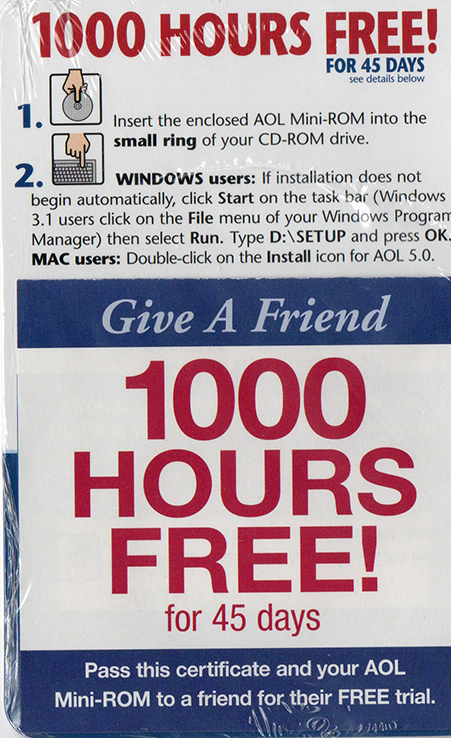 1000 HOURS FREE!
FOR 45 DAYS
see details below
1. Insert the enclosed AOL Mini-ROM into the
small ring of your CD-ROM drive.
2. WINDOWS users: If installation does not
begin automatically, click Start on the task bar (Windows
3.1 users click on the File menu of your Windows Program
Manager) then select Run. Type D:\SETUP and press OK.
MAC users: Double-click on the Install icon for AOL 5.0.
Give A Friend
1000
HOURS
FREE!
for 45 days
Pass this certificate and your AOL
Mini-ROM to a friend for their FREE trial.